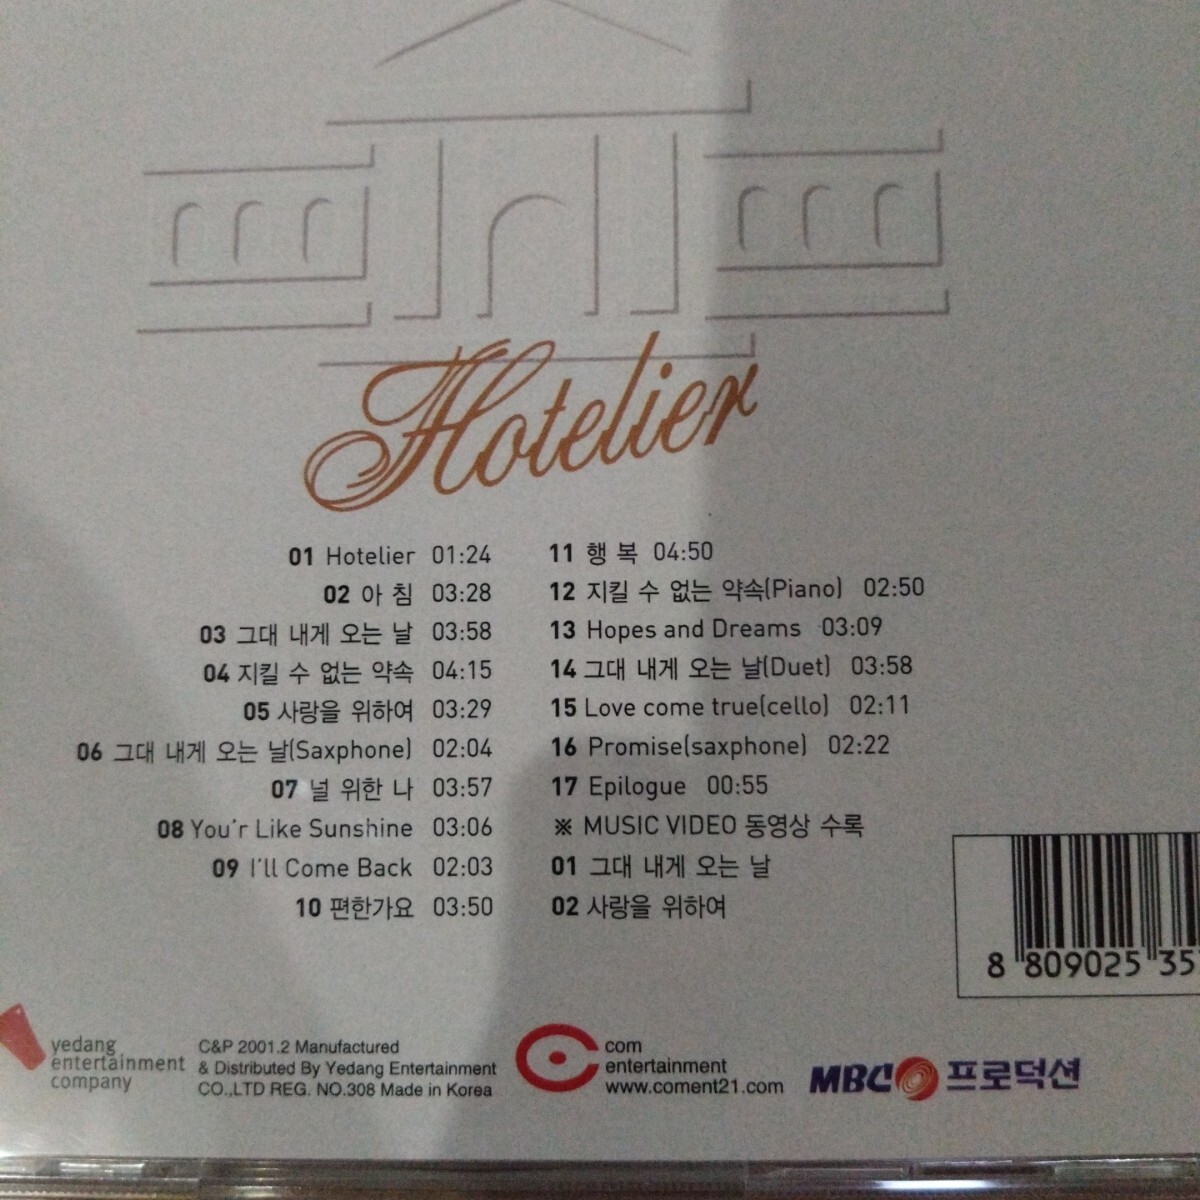 Hotelier
01 Hotelier 01:24
02 아 침 03:28
03 그대 내게 오는 날 03:58
04 지킬 수 없는 약속 04:15
05 사랑을 위하여 03:29
06 그대 내게 오는 날(Saxphone) 02:04
07 널 위한 나 03:57
08 You'r Like Sunshine 03:06
09 I'll Come Back 02:03
10 편한가요 03:50
11 행 복 04:50
12 지킬 수 없는 약속(Piano) 02:50
13 Hopes and Dreams 03:09
14 그대 내게 오는 날(Duet) 03:58
15 Love come true(cello) 02:11
16 Promise(saxphone) 02:22
17 Epilogue 00:55
※ MUSIC VIDEO 동영상 수록
01 그대 내게 오는 날
02 사랑을 위하여
8 809025 35
yedang
entertainment
company
C&P 2001.2 Manufactured
& Distributed By Yedang Entertainment
CO.,LTD REG. NO.308 Made in Korea
com
entertainment
www.coment21.com
MBC 프로덕션